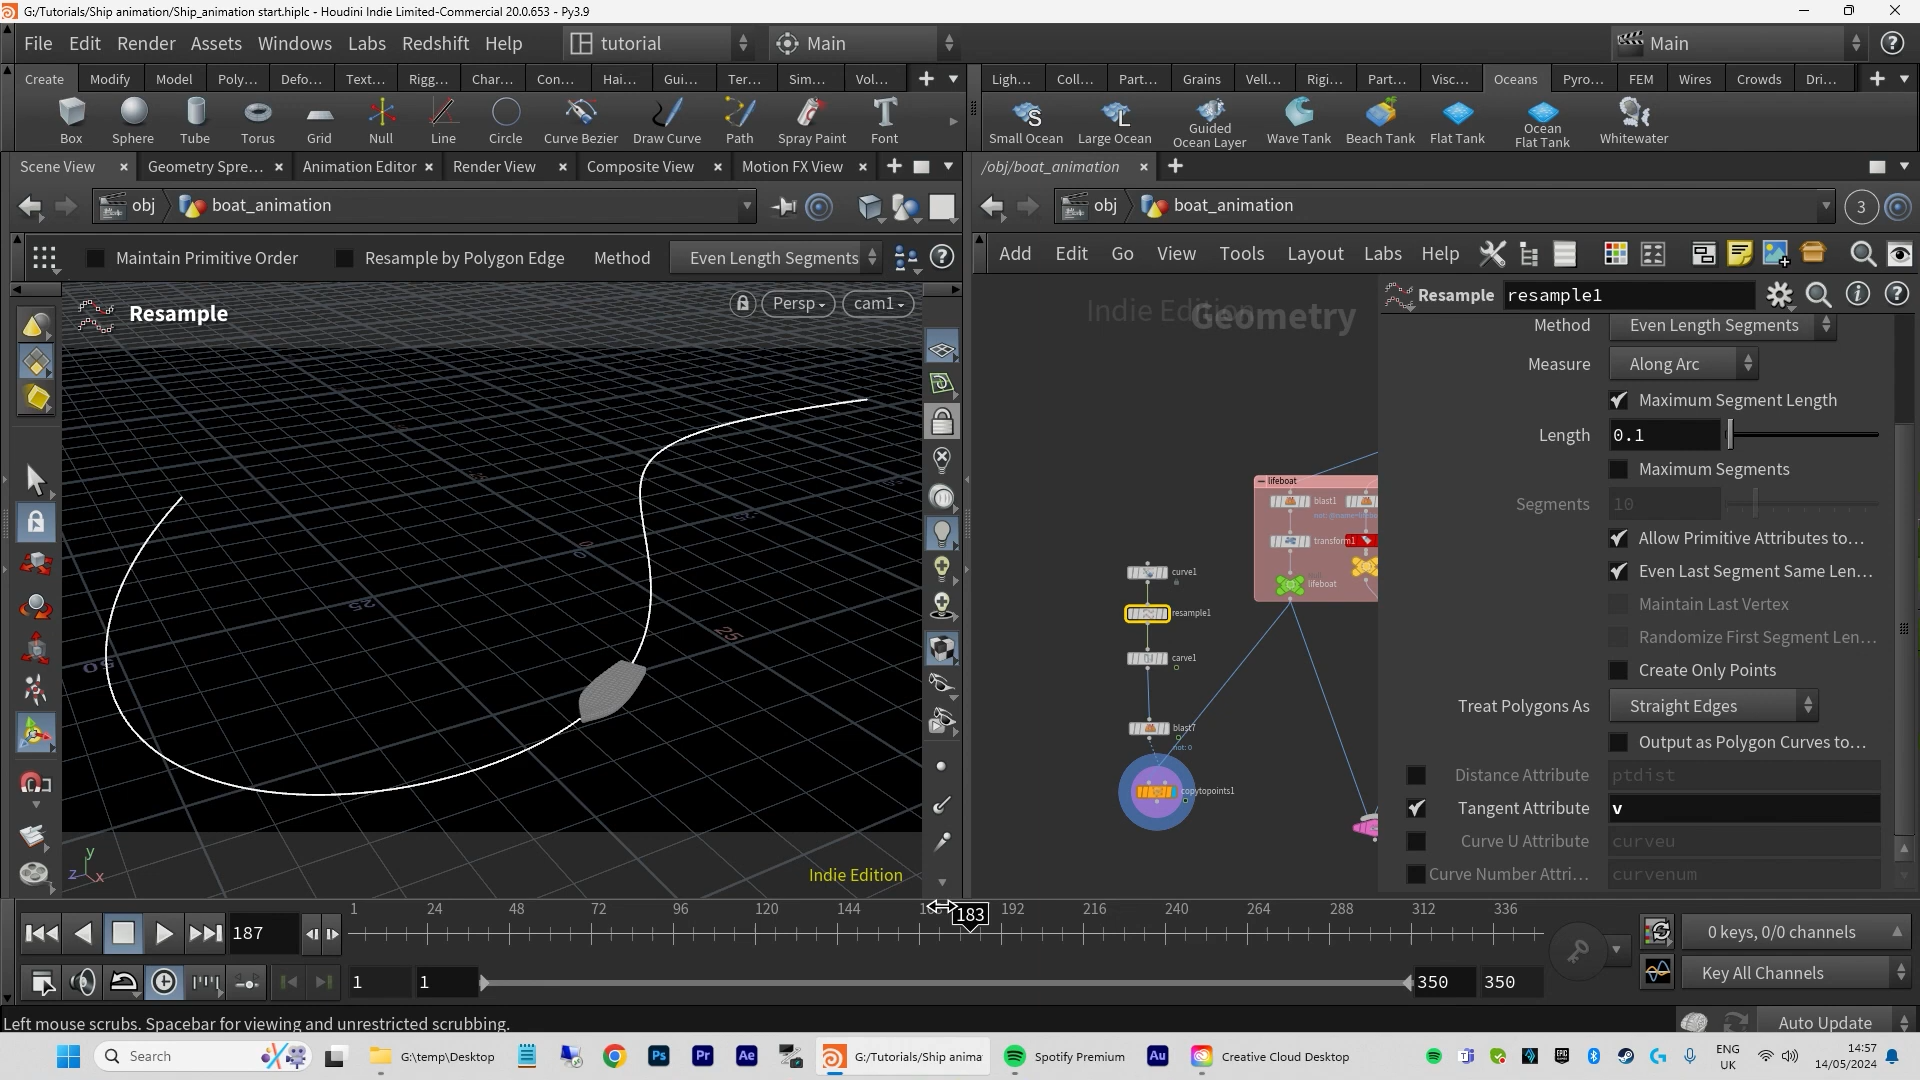 G:/Tutorials/Ship animation/Ship_animation start.hiplc - Houdini Indie Limited-Commercial 20.0.653 - Py3.9
File Edit Render Assets Windows Labs Redshift Help tutorial Main Main
Create Modify Model Poly... Defo... Text... Rigg... Char... Con... Hai... Gui... Ter... Sim... Vol...
Box Sphere Tube Torus Grid Null Line Circle Curve Bezier Draw Curve Path Spray Paint Font
Ligh... Coll... Part... Grains Vell... Rigi... Part... Visc... Oceans Pyro... FEM Wires Crowds Dri...
Small Ocean Large Ocean Guided Ocean Layer Wave Tank Beach Tank Flat Tank Ocean Flat Tank Whitewater
Scene View Geometry Spre... Animation Editor Render View Composite View Motion FX View
obj boat_animation
Maintain Primitive Order Resample by Polygon Edge Method Even Length Segments
Resample
Persp cam1
25
50
25
Indie Edition
y
z x
/obj/boat_animation
obj boat_animation 3
Add Edit Go View Tools Layout Labs Help
Indie Edition
Geometry
lifeboat
blast1
transform1
lifeboat
curve1
resample1
carve1
blast7
not: 0
copytopoints1
Resample resample1
Method Even Length Segments
Measure Along Arc
Maximum Segment Length
Length 0.1
Maximum Segments
Segments 10
Allow Primitive Attributes to...
Even Last Segment Same Len...
Maintain Last Vertex
Randomize First Segment Len...
Create Only Points
Treat Polygons As Straight Edges
Output as Polygon Curves to...
Distance Attribute ptdist
Tangent Attribute v
Curve U Attribute curveu
Curve Number Attri... curvenum
1 24 48 72 96 120 144 192 216 240 264 288 312 336
183
187
1 1 350 350
0 keys, 0/0 channels
Key All Channels
Left mouse scrubs. Spacebar for viewing and unrestricted scrubbing.
Auto Update
Search G:\temp\Desktop G:/Tutorials/Ship anima Spotify Premium Creative Cloud Desktop
ENG
UK
14:57
14/05/2024